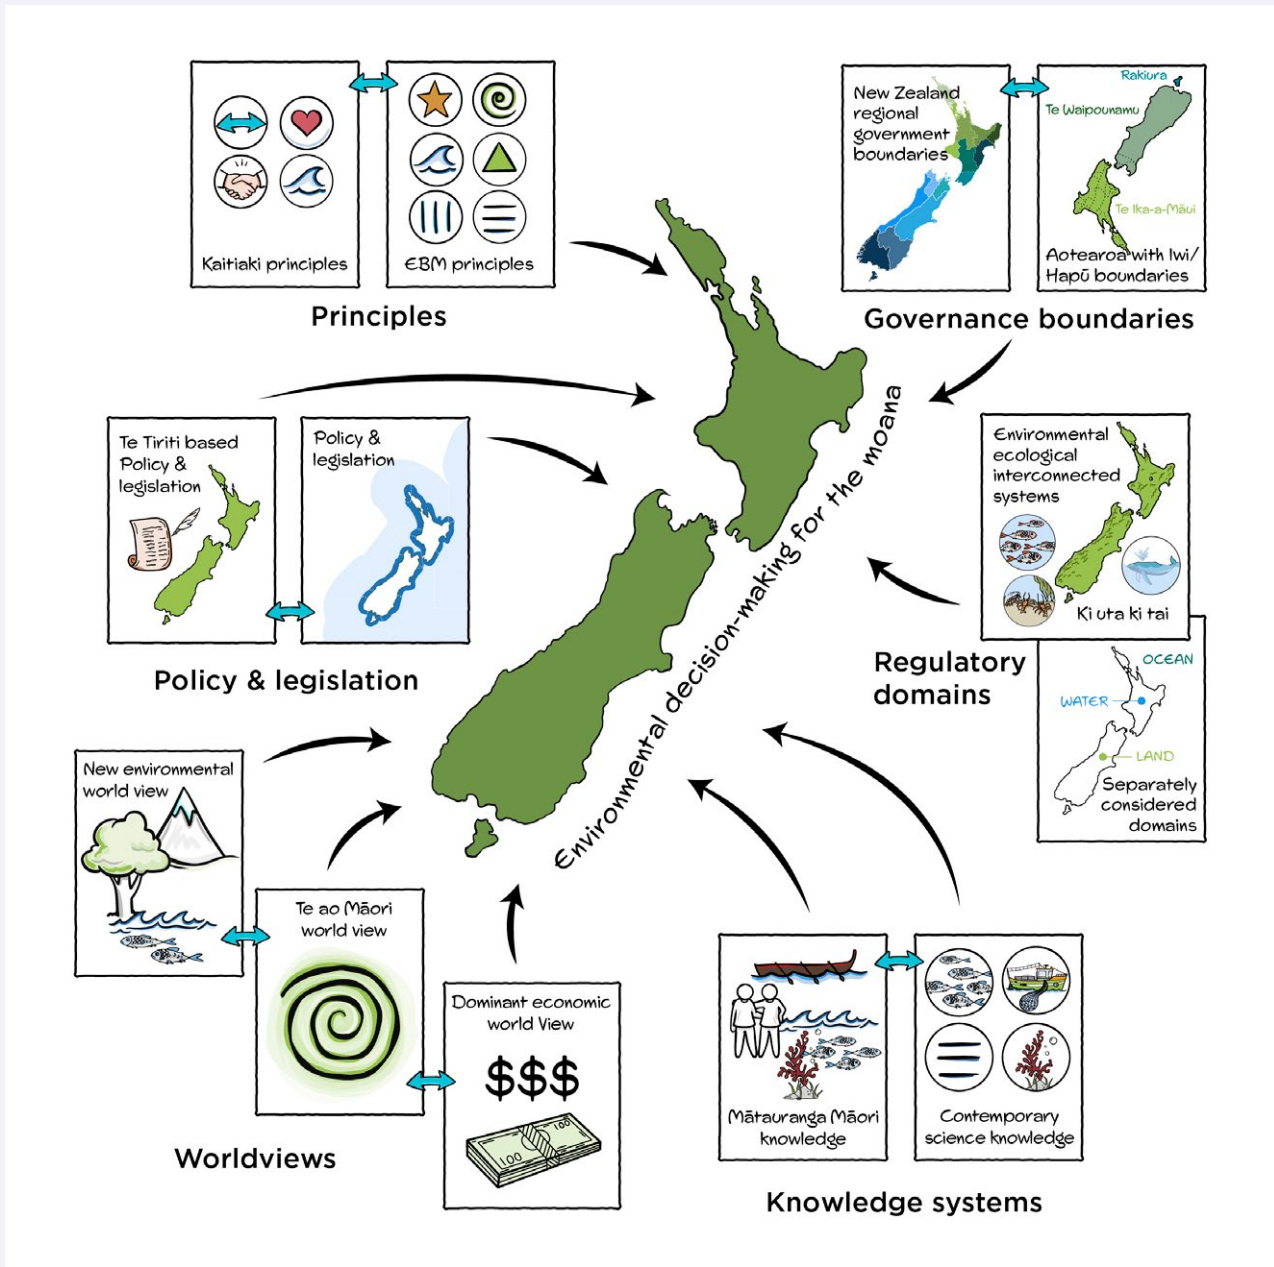 Kaitiaki principles
EBM principles
Principles
New Zealand
regional
government
boundaries
Rakiura
Te Waipounamu
Te Ika-a-Māui
Aotearoa with Iwi/
Hapū boundaries
Governance boundaries
Te Tiriti based
Policy &
legislation
Policy &
legislation
Policy & legislation
Environmental decision-making for the moana
Environmental
ecological
interconnected
systems
Ki uta ki tai
Regulatory
domains
OCEAN
WATER
LAND
Separately
considered
domains
New environmental
world view
Te ao Māori
world view
Dominant economic
world View
$$$
100
100
Worldviews
Mātauranga Māori
knowledge
Contemporary
science knowledge
Knowledge systems